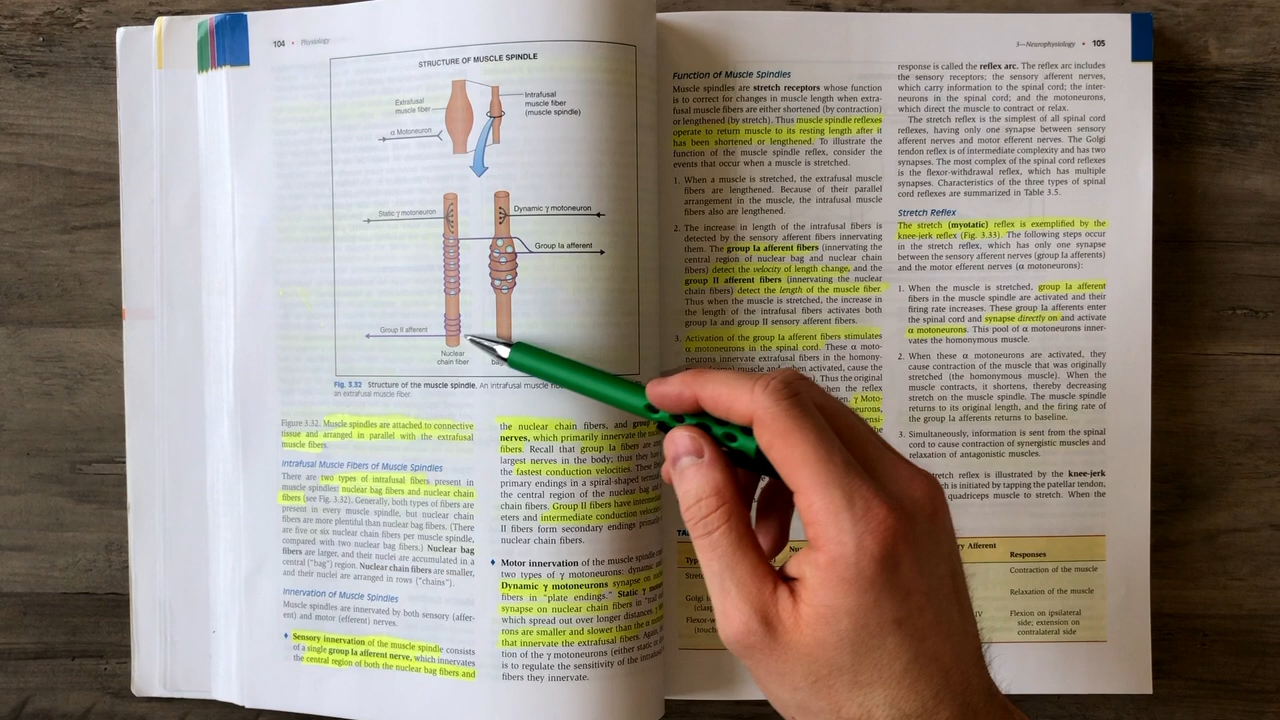 104 • Physiology
STRUCTURE OF MUSCLE SPINDLE
Extrafusal
muscle fiber
Intrafusal
muscle fiber
(muscle spindle)
α Motoneuron
Static γ motoneuron
Dynamic γ motoneuron
Group Ia afferent
Group II afferent
Nuclear
chain fiber
Fig. 3.32 Structure of the muscle spindle. An intrafusal muscle
an extrafusal muscle fiber.
Figure 3.32. Muscle spindles are attached to connective
tissue and arranged in parallel with the extrafusal
muscle fibers.
Intrafusal Muscle Fibers of Muscle Spindles
There are two types of intrafusal fibers present in
muscle spindles: nuclear bag fibers and nuclear chain
fibers (see Fig. 3.32). Generally, both types of fibers are
present in every muscle spindle, but nuclear chain
fibers are more plentiful than nuclear bag fibers. (There
are five or six nuclear chain fibers per muscle spindle,
compared with two nuclear bag fibers.) Nuclear bag
fibers are larger, and their nuclei are accumulated in a
central ("bag") region. Nuclear chain fibers are smaller,
and their nuclei are arranged in rows ("chains").
Innervation of Muscle Spindles
Muscle spindles are innervated by both sensory (affer-
ent) and motor (efferent) nerves.
♦ Sensory innervation of the muscle spindle consists
of a single group Ia afferent nerve, which innervates
the central region of both the nuclear bag fibers and
the nuclear chain fibers, and group
nerves, which primarily innervate the
fibers. Recall that group Ia fibers are
largest nerves in the body; thus they
the fastest conduction velocities. These
primary endings in a spiral-shaped
the central region of the nuclear bag
chain fibers. Group II fibers have
eters and intermediate conduction
II fibers form secondary endings
nuclear chain fibers.
♦ Motor innervation of the muscle spindle
two types of γ motoneurons: dynamic
Dynamic γ motoneurons synapse on
fibers in "plate endings." Static γ
synapse on nuclear chain fibers in
which spread out over longer distances.
rons are smaller and slower than the α
that innervate the extrafusal fibers. Again,
tion of the γ motoneurons (either static or
is to regulate the sensitivity of the intrafusal
fibers they innervate.
3—Neurophysiology • 105
Function of Muscle Spindles
Muscle spindles are stretch receptors whose function
is to correct for changes in muscle length when extra-
fusal muscle fibers are either shortened (by contraction)
or lengthened (by stretch). Thus muscle spindle reflexes
operate to return muscle to its resting length after it
has been shortened or lengthened. To illustrate the
function of the muscle spindle reflex, consider the
events that occur when a muscle is stretched.
1. When a muscle is stretched, the extrafusal muscle
fibers are lengthened. Because of their parallel
arrangement in the muscle, the intrafusal muscle
fibers also are lengthened.
2. The increase in length of the intrafusal fibers is
detected by the sensory afferent fibers innervating
them. The group Ia afferent fibers (innervating the
central region of nuclear bag and nuclear chain
fibers) detect the velocity of length change, and the
group II afferent fibers (innervating the nuclear
chain fibers) detect the length of the muscle fiber.
Thus when the muscle is stretched, the increase in
the length of the intrafusal fibers activates both
group Ia and group II sensory afferent fibers.
3. Activation of the group Ia afferent fibers stimulates
α motoneurons in the spinal cord. These α moto-
neurons innervate extrafusal fibers in the homony-
muscle and, when activated, cause the
Thus the original
when the reflex
γ Moto-
response is called the reflex arc. The reflex arc includes
the sensory receptors; the sensory afferent nerves,
which carry information to the spinal cord; the inter-
neurons in the spinal cord; and the motoneurons,
which direct the muscle to contract or relax.
The stretch reflex is the simplest of all spinal cord
reflexes, having only one synapse between sensory
afferent nerves and motor efferent nerves. The Golgi
tendon reflex is of intermediate complexity and has two
synapses. The most complex of the spinal cord reflexes
is the flexor-withdrawal reflex, which has multiple
synapses. Characteristics of the three types of spinal
cord reflexes are summarized in Table 3.5.
Stretch Reflex
The stretch (myotatic) reflex is exemplified by the
knee-jerk reflex (Fig. 3.33). The following steps occur
in the stretch reflex, which has only one synapse
between the sensory afferent nerves (group Ia afferents)
and the motor efferent nerves (α motoneurons):
1. When the muscle is stretched, group Ia afferent
fibers in the muscle spindle are activated and their
firing rate increases. These group Ia afferents enter
the spinal cord and synapse directly on and activate
α motoneurons. This pool of α motoneurons inner-
vates the homonymous muscle.
2. When these α motoneurons are activated, they
cause contraction of the muscle that was originally
stretched (the homonymous muscle). When the
muscle contracts, it shortens, thereby decreasing
stretch on the muscle spindle. The muscle spindle
returns to its original length, and the firing rate of
the group Ia afferents returns to baseline.
3. Simultaneously, information is sent from the spinal
cord to cause contraction of synergistic muscles and
relaxation of antagonistic muscles.
stretch reflex is illustrated by the knee-jerk
is initiated by tapping the patellar tendon,
quadriceps muscle to stretch. When the
Afferent
Responses
Contraction of the muscle
Golgi
Relaxation of the muscle
Flexion on ipsilateral
side; extension on
contralateral side